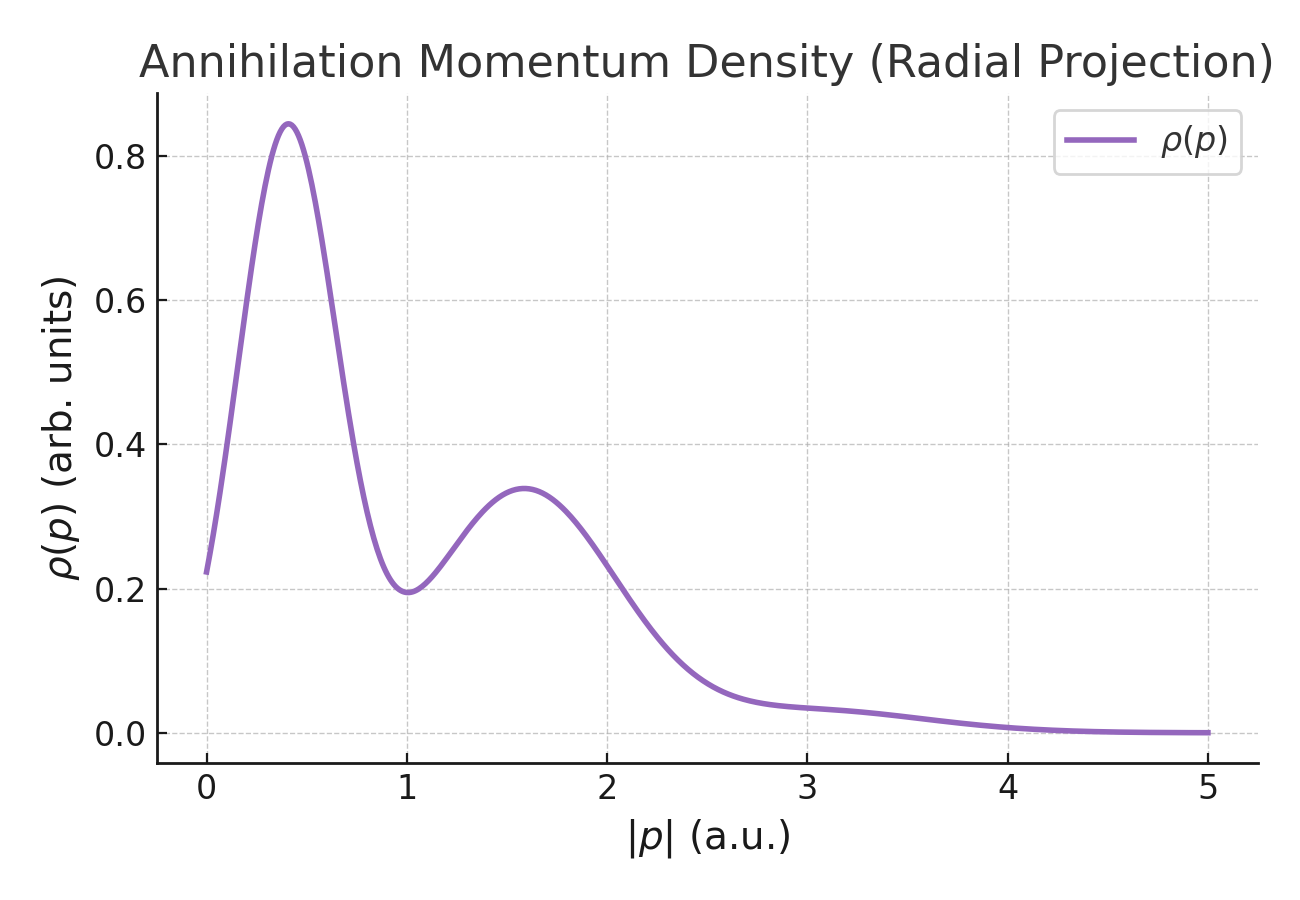 Annihilation Momentum Density (Radial Projection)
ρ(p)
0.8
0.6
0.4
0.2
0.0
ρ(p) (arb. units)
0 1 2 3 4 5
|p| (a.u.)